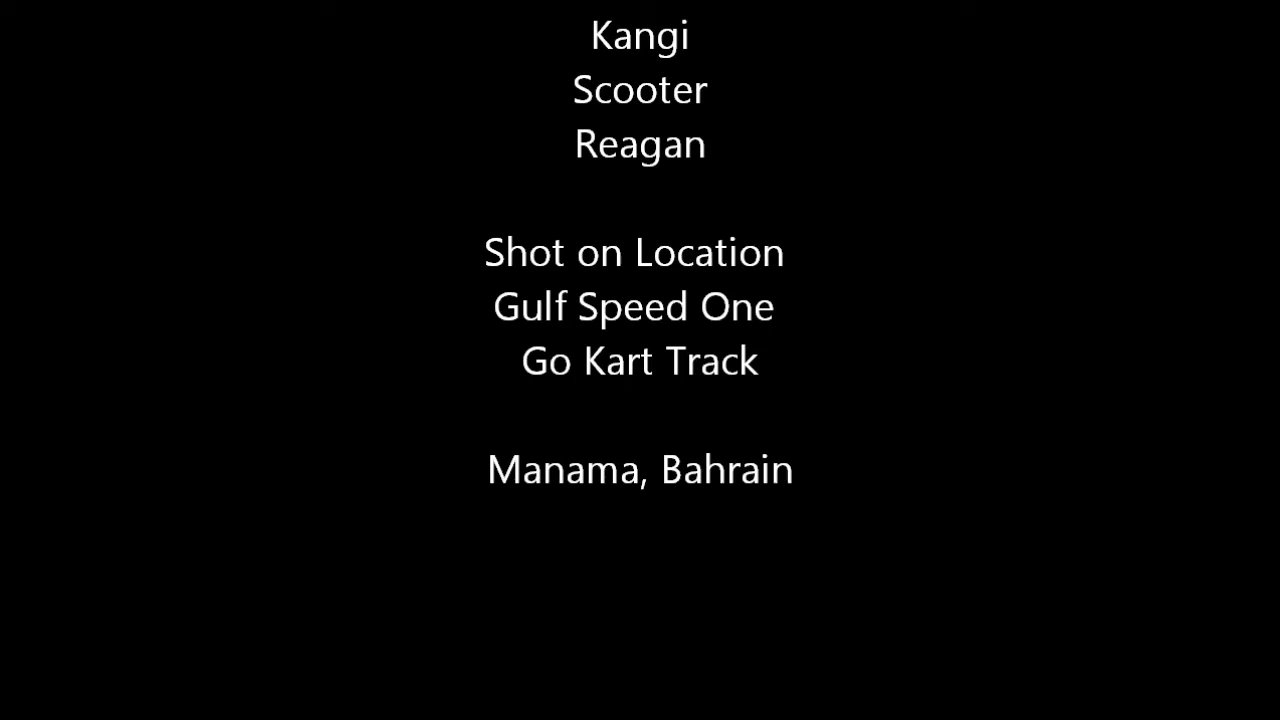 Kangi
Scooter
Reagan
Shot on Location
Gulf Speed One
Go Kart Track
Manama, Bahrain